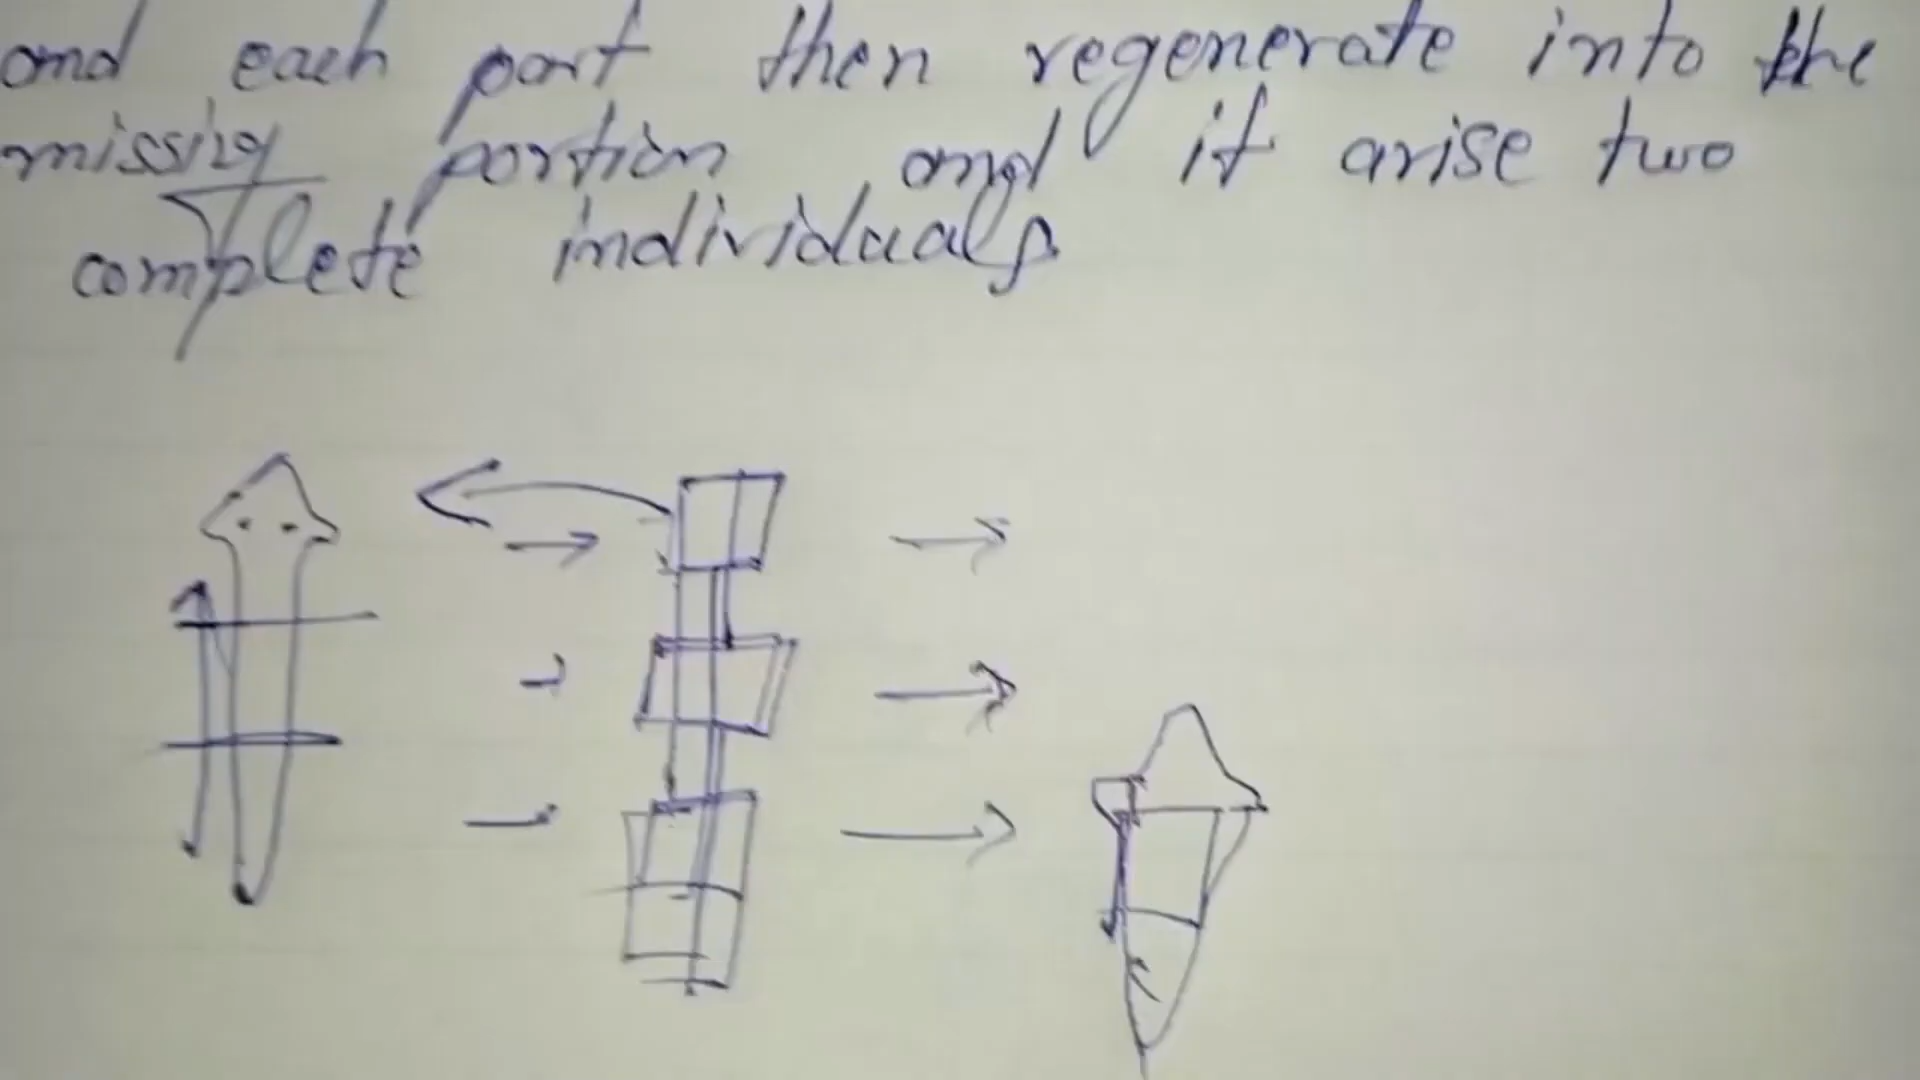 and each part then regenerate into the
missing portion and it arise two
complete individuals